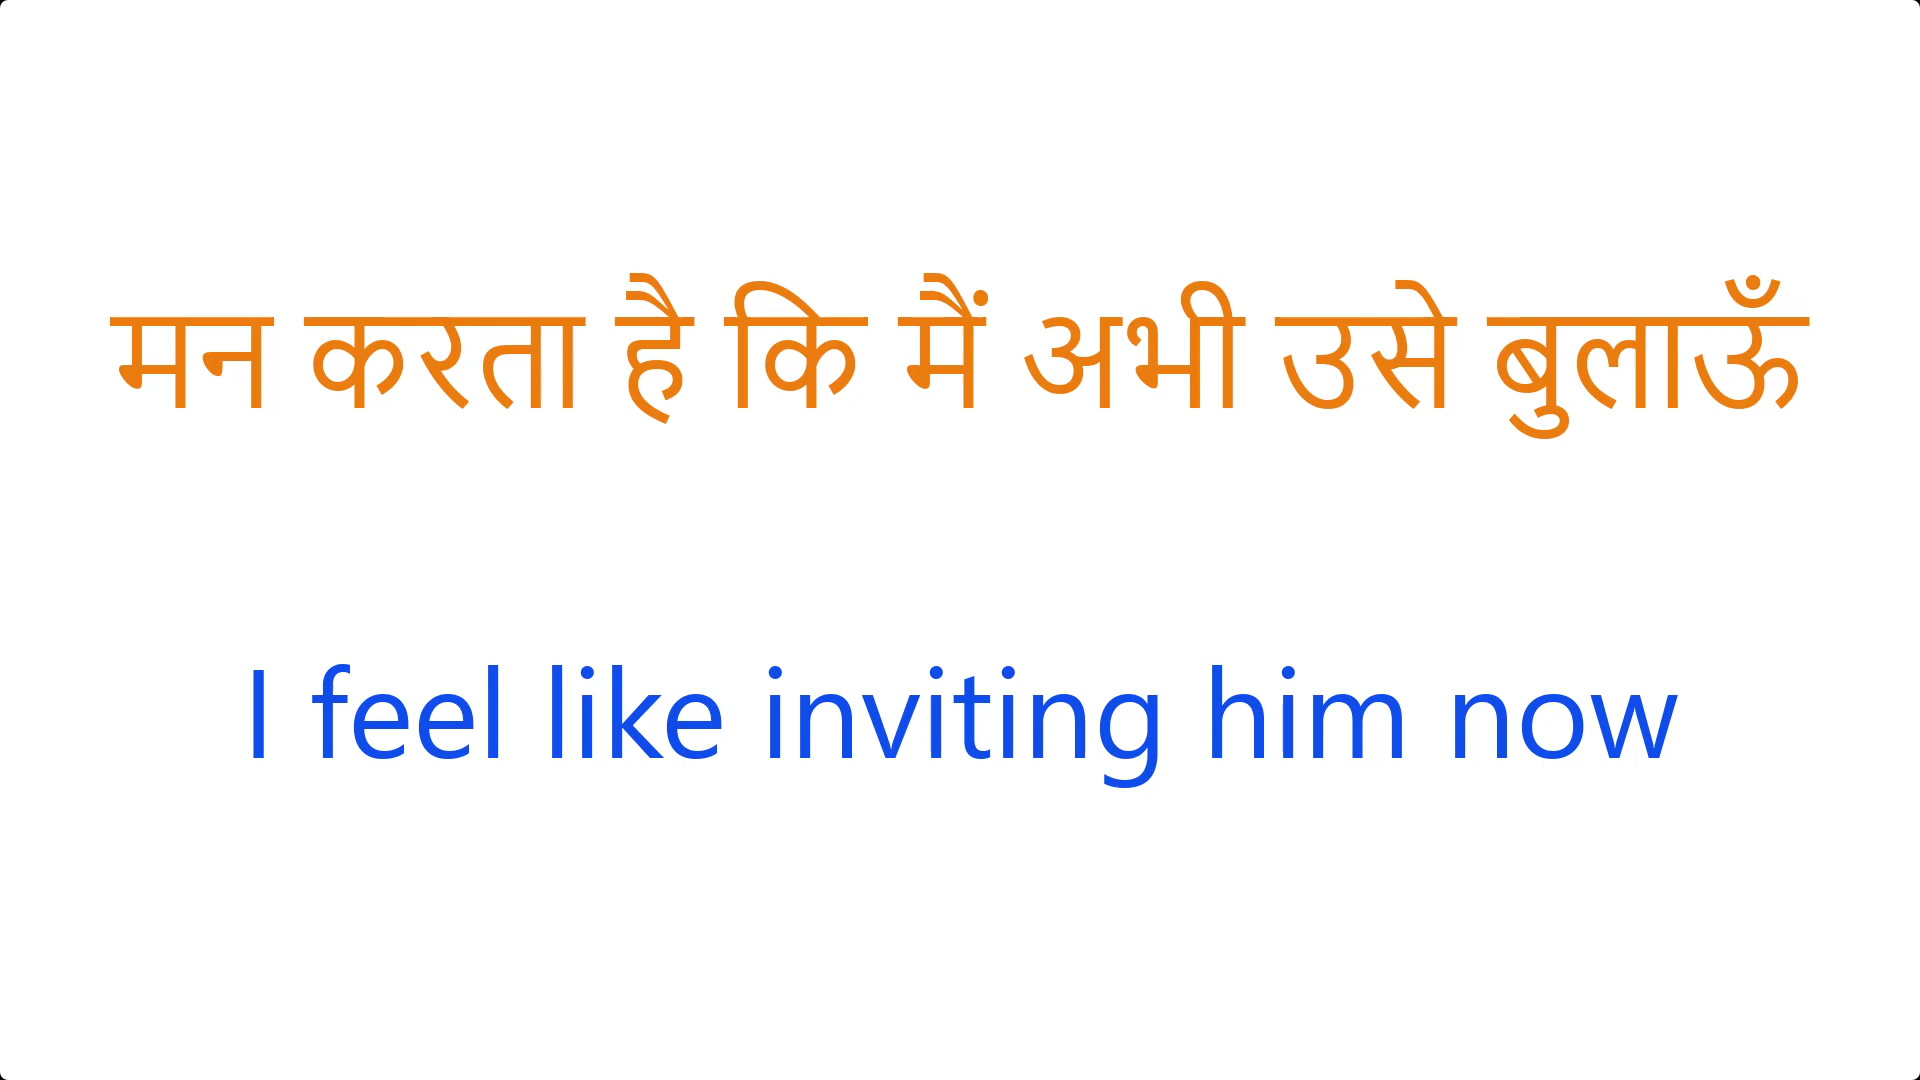 मन करता है कि मैं अभी उसे बुलाऊँ
I feel like inviting him now